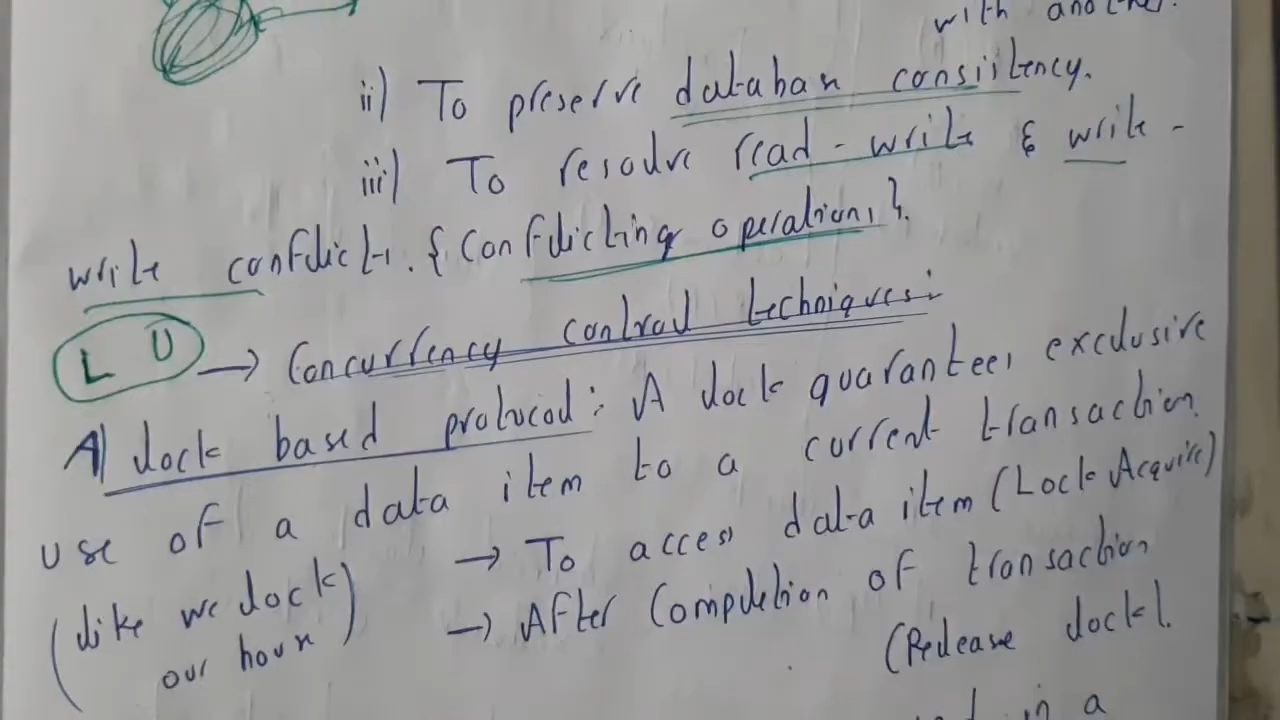 with another.
ii) To preserve database consistency.
iii) To resolve read-write & write-
write conflicts. {Conflicting operations}.
L U → Concurrency control techniques:
A) lock based protocol: A lock guarantees exclusive
use of a data item to a current transaction.
(like we lock our house)
→ To access data item (Lock Acquire)
→ After Completion of transaction
(Release lock).
in a